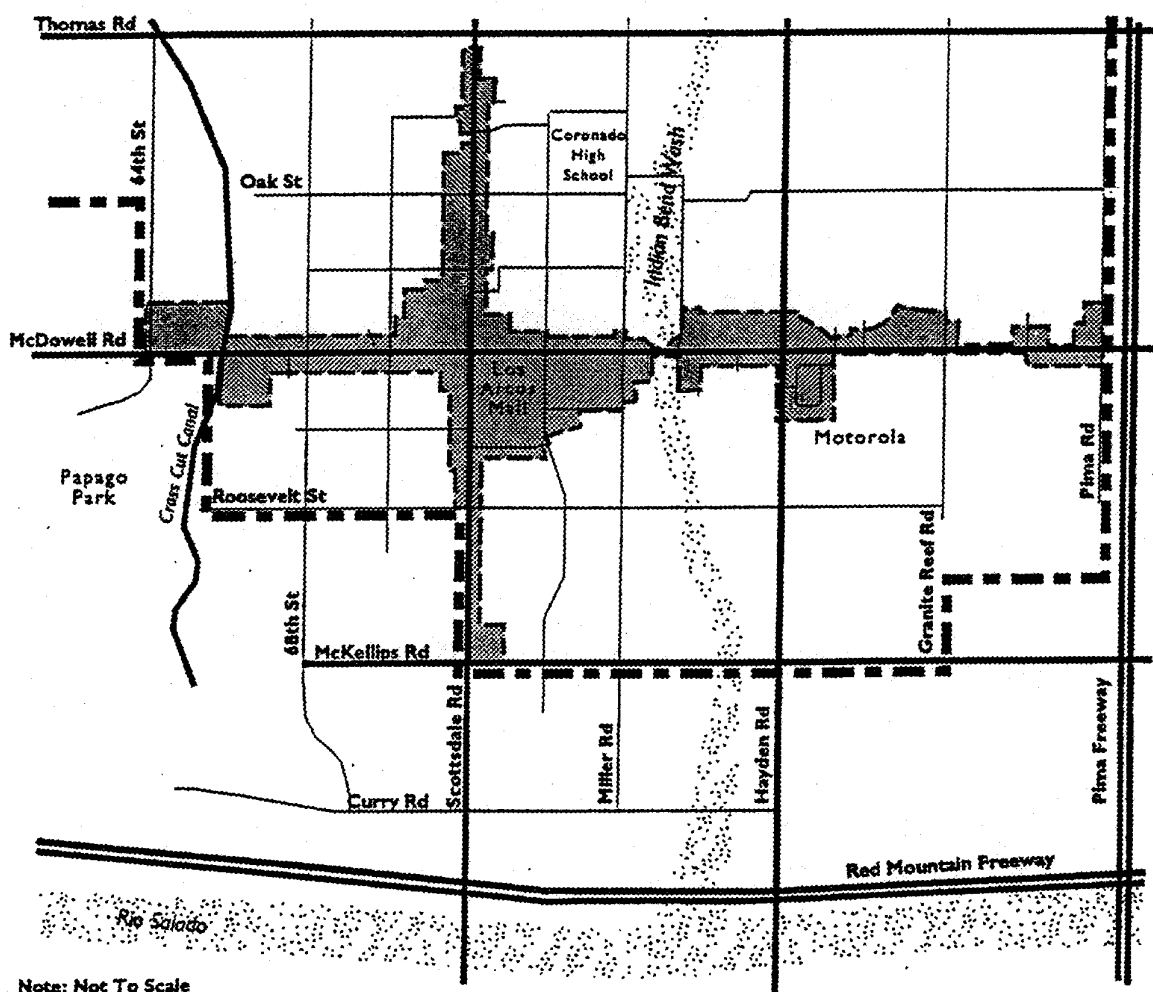 Thomas Rd
64th St
Oak St
Coronado
High
School
Indian Bend Wash
McDowell Rd
Los
Arcos
Mall
Motorola
Papago
Park
Cross Cut Canal
Roosevelt St
Pima Rd
Granite Reef Rd
68th St
McKellips Rd
Scottsdale Rd
Miller Rd
Hayden Rd
Pima Freeway
Curry Rd
Red Mountain Freeway
Rio Salado
Note: Not To Scale